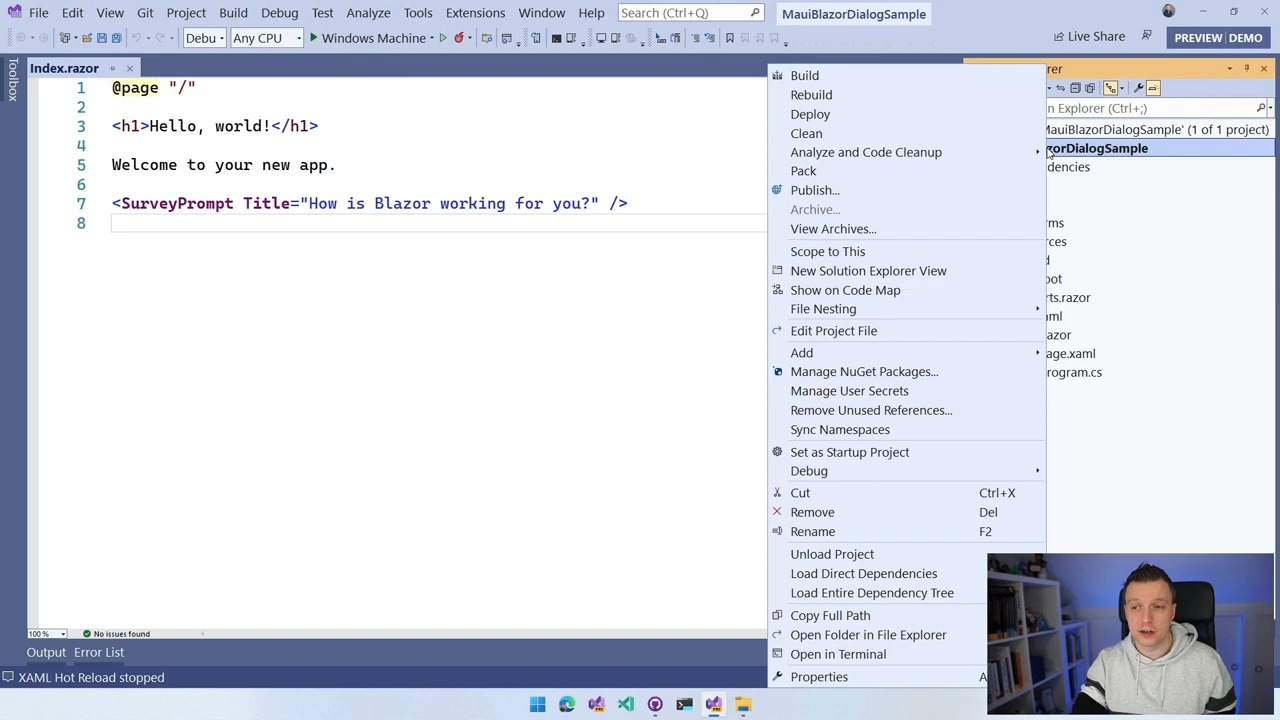 File Edit View Git Project Build Debug Test Analyze Tools Extensions Window Help Search (Ctrl+Q) MauiBlazorDialogSample
Debu Any CPU Windows Machine Live Share PREVIEW DEMO
Toolbox
Index.razor
1 @page "/"
2
3 <h1>Hello, world!</h1>
4
5 Welcome to your new app.
6
7 <SurveyPrompt Title="How is Blazor working for you?" />
8
Build
Rebuild
Deploy
Clean
Analyze and Code Cleanup
Pack
Publish...
Archive...
View Archives...
Scope to This
New Solution Explorer View
Show on Code Map
File Nesting
Edit Project File
Add
Manage NuGet Packages...
Manage User Secrets
Remove Unused References...
Sync Namespaces
Set as Startup Project
Debug
Cut Ctrl+X
Remove Del
Rename F2
Unload Project
Load Direct Dependencies
Load Entire Dependency Tree
Copy Full Path
Open Folder in File Explorer
Open in Terminal
Properties A
rer
n Explorer (Ctrl+;)
MauiBlazorDialogSample' (1 of 1 project)
zorDialogSample
dencies
rms
rces
d
oot
rts.razor
ml
azor
age.xaml
rogram.cs
100 % No issues found
Output Error List
XAML Hot Reload stopped